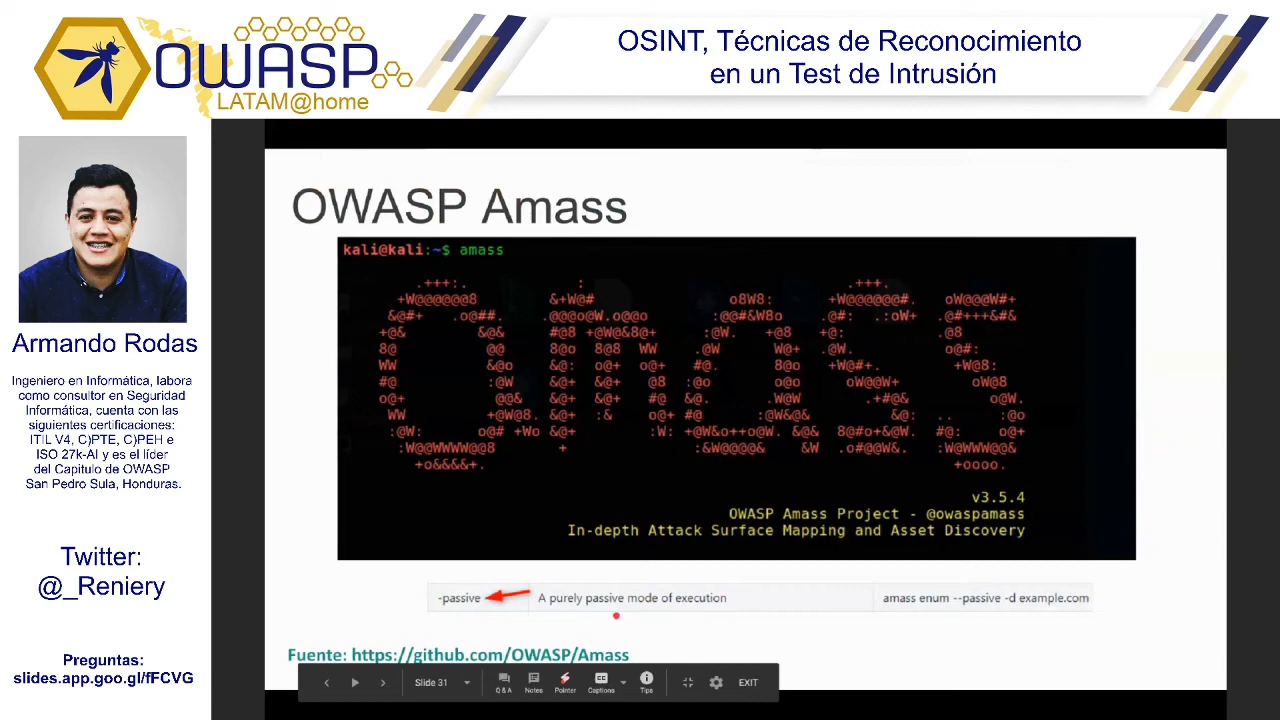 OWASP
LATAM@home
OSINT, Técnicas de Reconocimiento
en un Test de Intrusión
Armando Rodas
Ingeniero en Informática, labora
como consultor en Seguridad
Informática, cuenta con las
siguientes certificaciones:
ITIL V4, C)PTE, C)PEH e
ISO 27k-AI y es el líder
del Capitulo de OWASP
San Pedro Sula, Honduras.
Twitter:
@_Reniery
Preguntas:
slides.app.goo.gl/fFCVG
OWASP Amass
kali@kali:~$ amass
v3.5.4
OWASP Amass Project - @owaspamass
In-depth Attack Surface Mapping and Asset Discovery
-passive
A purely passive mode of execution
amass enum --passive -d example.com
Fuente: https://github.com/OWASP/Amass
Slide 31
Q & A
Notes
Pointer
Captions
Tips
EXIT